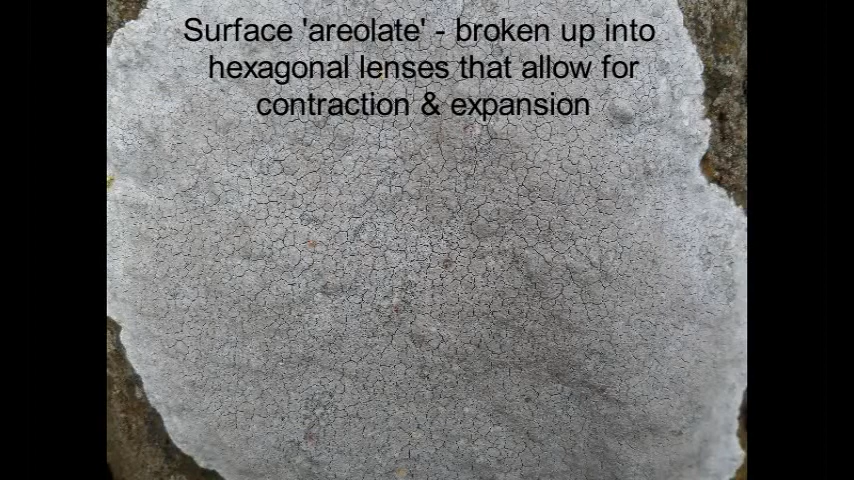 Surface 'areolate' - broken up into
hexagonal lenses that allow for
contraction & expansion